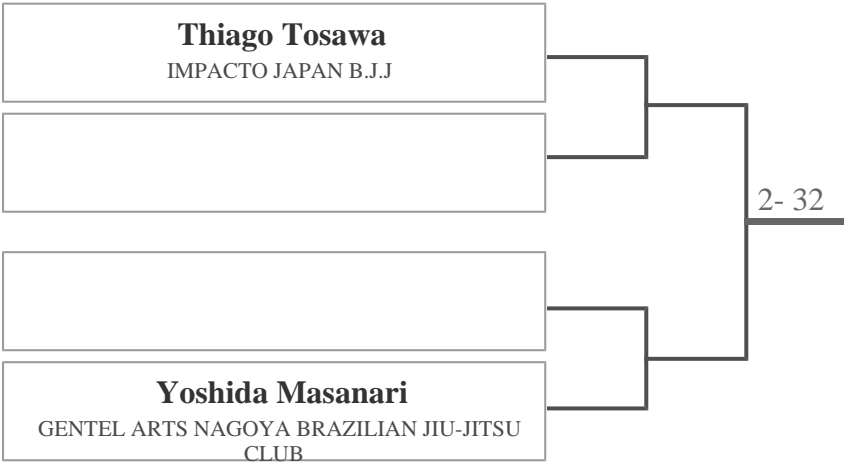 Thiago Tosawa
IMPACTO JAPAN B.J.J
2- 32
Yoshida Masanari
GENTEL ARTS NAGOYA BRAZILIAN JIU-JITSU
CLUB